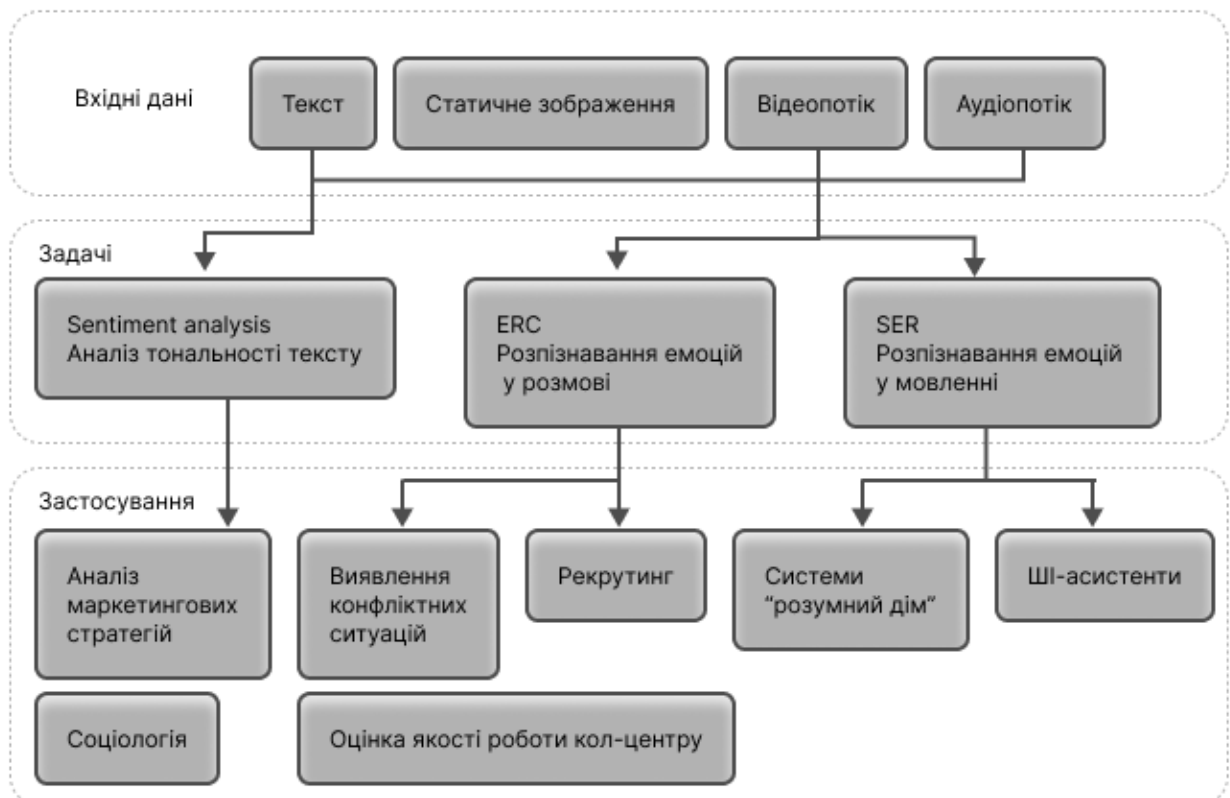 Вхідні дані
Текст
Статичне зображення
Відеопотік
Аудіопотік
Задачі
Sentiment analysis
Аналіз тональності тексту
ERC
Розпізнавання емоцій
у розмові
SER
Розпізнавання емоцій
у мовленні
Застосування
Аналіз
маркетингових
стратегій
Виявлення
конфліктних
ситуацій
Рекрутинг
Системи
“розумний дім”
ШІ-асистенти
Соціологія
Оцінка якості роботи кол-центру